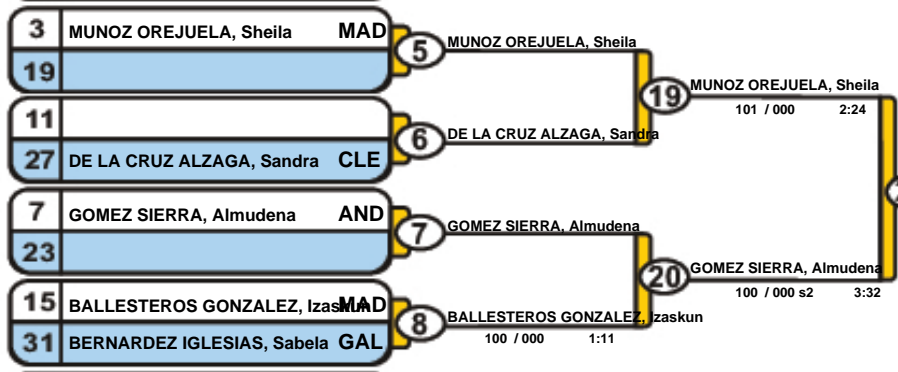 3 MUNOZ OREJUELA, Sheila MAD
19
5
MUNOZ OREJUELA, Sheila
19
MUNOZ OREJUELA, Sheila
101 / 000 2:24
11
27 DE LA CRUZ ALZAGA, Sandra CLE
6
DE LA CRUZ ALZAGA, Sandra
7 GOMEZ SIERRA, Almudena AND
23
7
GOMEZ SIERRA, Almudena
20
GOMEZ SIERRA, Almudena
100 / 000 s2 3:32
15 BALLESTEROS GONZALEZ, Izaskun MAD
31 BERNARDEZ IGLESIAS, Sabela GAL
8
BALLESTEROS GONZALEZ, Izaskun
100 / 000 1:11